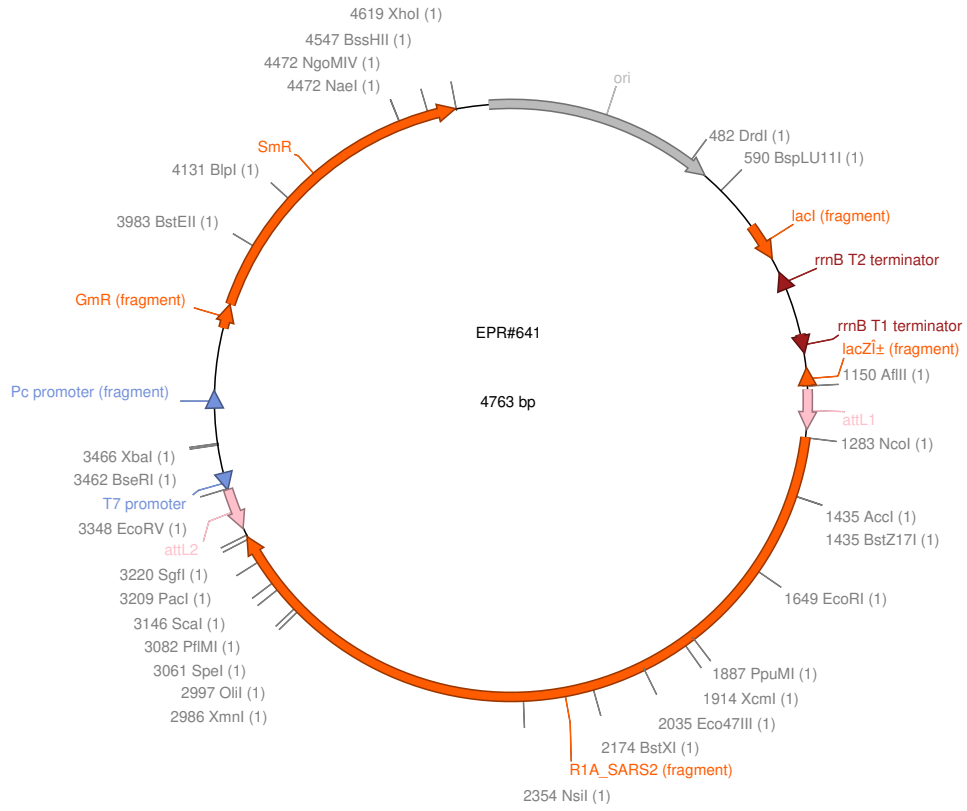 4619 XhoI (1)
4547 BssHII (1)
4472 NgoMIV (1)
4472 NaeI (1)
ori
482 DrdI (1)
590 BspLU11I (1)
SmR
4131 BlpI (1)
3983 BstEII (1)
lacI (fragment)
rrnB T2 terminator
GmR (fragment)
rrnB T1 terminator
EPR#641
lacZÎ± (fragment)
1150 AflII (1)
Pc promoter (fragment)
4763 bp
attL1
1283 NcoI (1)
3466 XbaI (1)
3462 BseRI (1)
T7 promoter
1435 AccI (1)
3348 EcoRV (1)
1435 BstZ17I (1)
attL2
3220 SgfI (1)
3209 PacI (1)
1649 EcoRI (1)
3146 ScaI (1)
3082 PflMI (1)
3061 SpeI (1)
1887 PpuMI (1)
2997 OliI (1)
1914 XcmI (1)
2986 XmnI (1)
2035 Eco47III (1)
2174 BstXI (1)
R1A_SARS2 (fragment)
2354 NsiI (1)